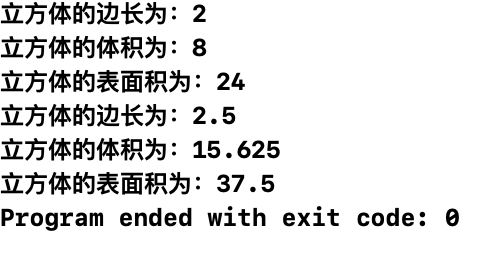 立方体的边长为：2
立方体的体积为：8
立方体的表面积为：24
立方体的边长为：2.5
立方体的体积为：15.625
立方体的表面积为：37.5
Program ended with exit code: 0